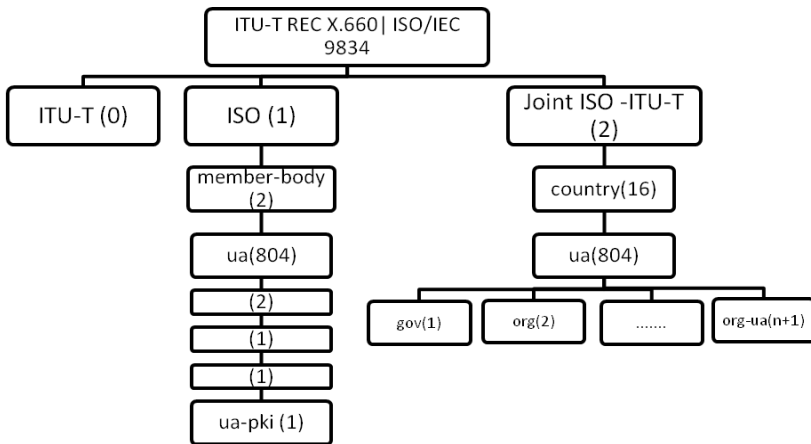 ITU-T REC X.660| ISO/IEC
9834
ITU-T (0)
ISO (1)
Joint ISO -ITU-T
(2)
member-body
(2)
country(16)
ua(804)
ua(804)
(2)
(1)
(1)
ua-pki (1)
gov(1)
org(2)
.......
org-ua(n+1)